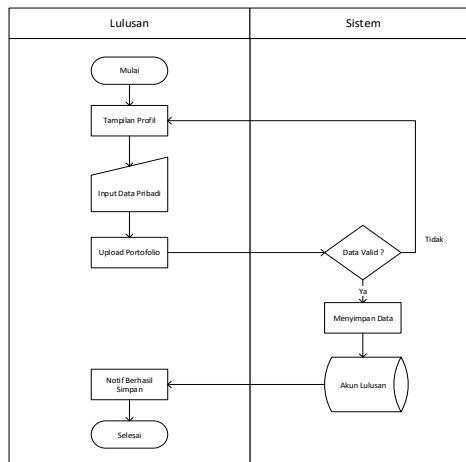 Lulusan
Sistem
Mulai
Tampilan Profil
Input Data Pribadi
Upload Portofolio
Data Valid ?
Tidak
Ya
Menyimpan Data
Akun Lulusan
Notif Berhasil
Simpan
Selesai